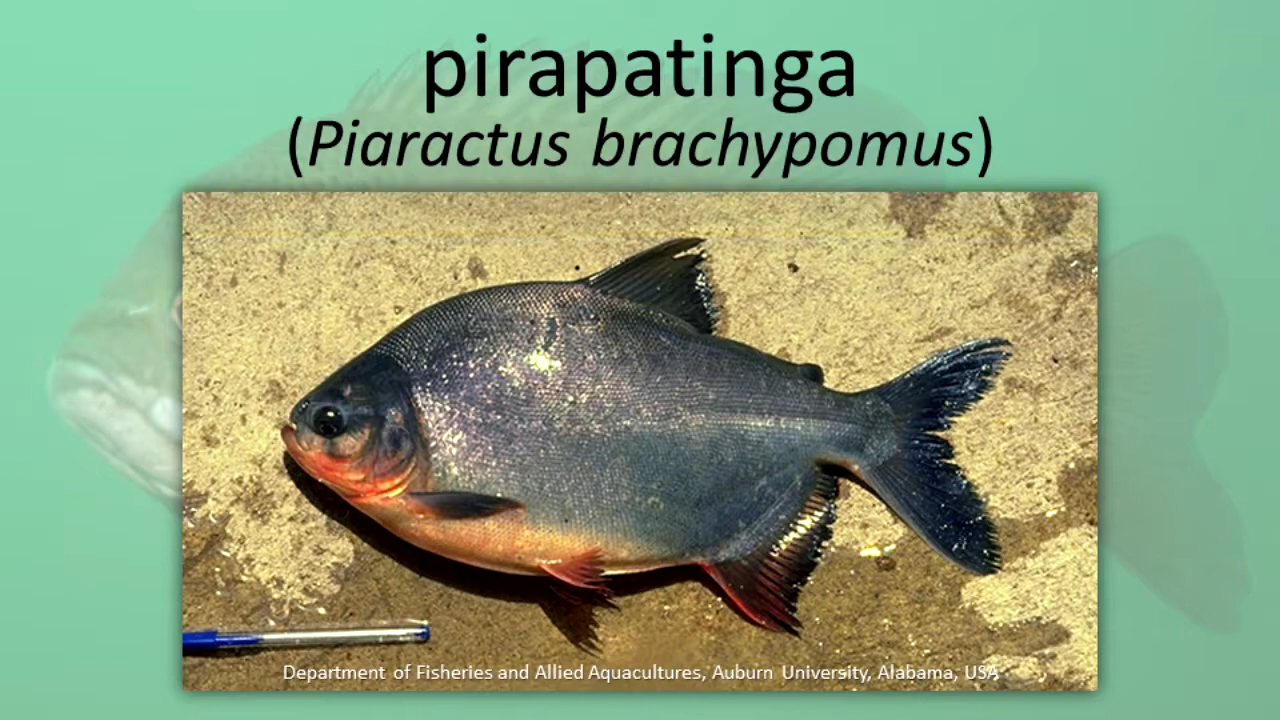 pirapatinga
(Piaractus brachypomus)
Department of Fisheries and Allied Aquacultures, Auburn University, Alabama, USA